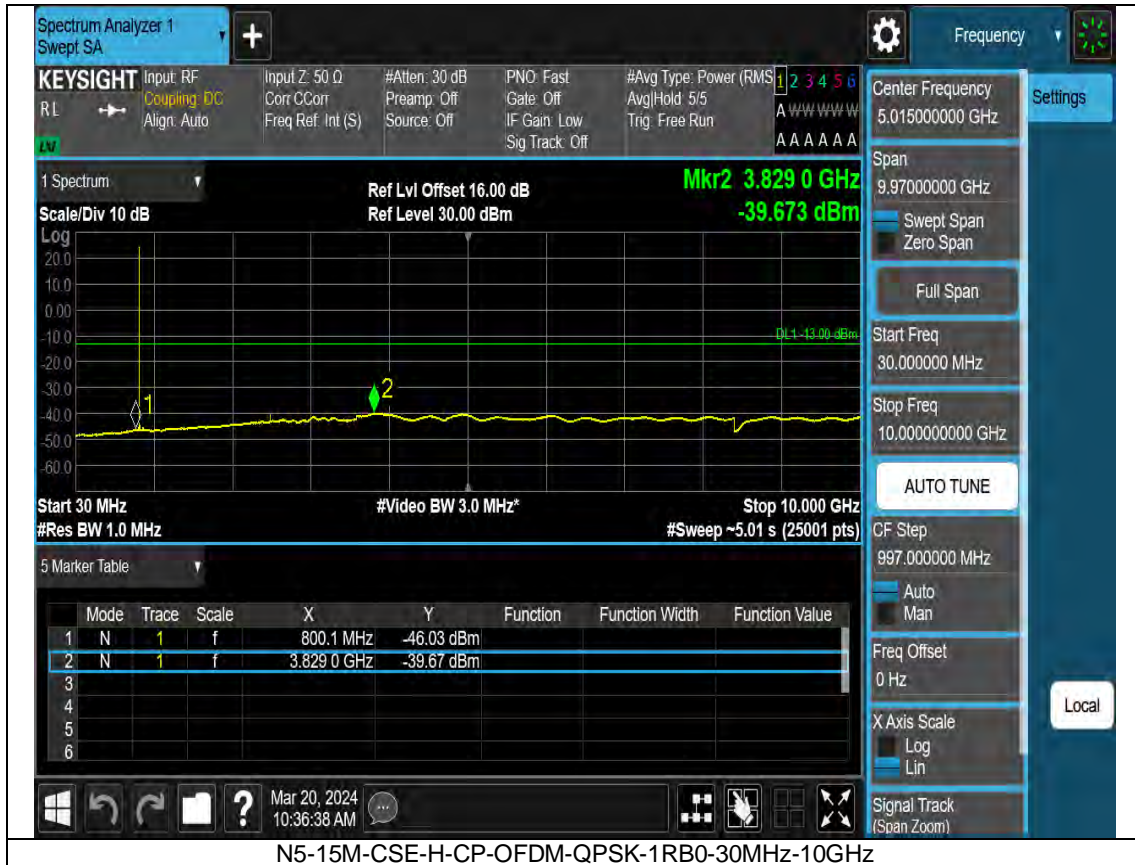 Spectrum Analyzer 1
Swept SA
+
Frequency
KEYSIGHT
RL
Input: RF
Coupling: DC
Align: Auto
Input Z: 50 Ω
Corr CCorr
Freq Ref: Int (S)
#Atten: 30 dB
Preamp: Off
Source: Off
PNO: Fast
Gate: Off
IF Gain: Low
Sig Track: Off
#Avg Type: Power (RMS
Avg|Hold: 5/5
Trig: Free Run
1 2 3 4 5 6
A W W W W W
A A A A A A
LXI
1 Spectrum
Scale/Div 10 dB
Ref Lvl Offset 16.00 dB
Ref Level 30.00 dBm
Mkr2 3.829 0 GHz
-39.673 dBm
Log
20.0
10.0
0.00
-10.0
-20.0
-30.0
-40.0
-50.0
-60.0
DL1 -13.00 dBm
1
2
Start 30 MHz
#Video BW 3.0 MHz*
Stop 10.000 GHz
#Res BW 1.0 MHz
#Sweep ~5.01 s (25001 pts)
5 Marker Table
Mode Trace Scale X Y Function Function Width Function Value
1 N 1 f 800.1 MHz -46.03 dBm
2 N 1 f 3.829 0 GHz -39.67 dBm
3
4
5
6
Mar 20, 2024
10:36:38 AM
Center Frequency
5.015000000 GHz
Settings
Span
9.97000000 GHz
Swept Span
Zero Span
Full Span
Start Freq
30.000000 MHz
Stop Freq
10.000000000 GHz
AUTO TUNE
CF Step
997.000000 MHz
Auto
Man
Freq Offset
0 Hz
Local
X Axis Scale
Log
Lin
Signal Track
(Span Zoom)
N5-15M-CSE-H-CP-OFDM-QPSK-1RB0-30MHz-10GHz